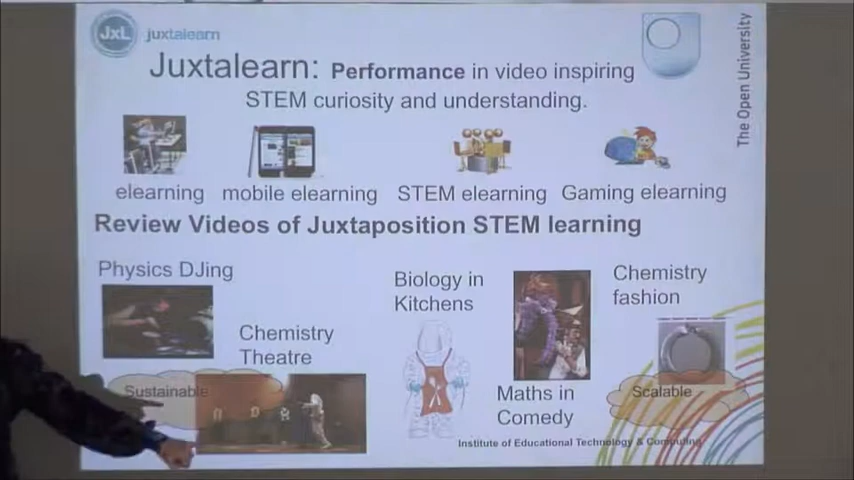 JxL juxtalearn
Juxtalearn: Performance in video inspiring
STEM curiosity and understanding.
The Open University
elearning mobile elearning STEM elearning Gaming elearning
Review Videos of Juxtaposition STEM learning
Physics DJing
Biology in
Kitchens
Chemistry
fashion
Chemistry
Theatre
Sustainable
Maths in
Comedy
Scalable
Institute of Educational Technology & Computing